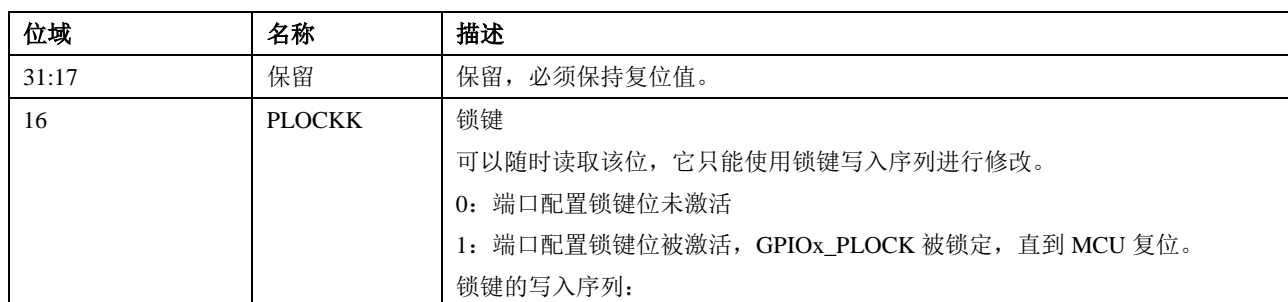 位域 名称 描述
31:17 保留 保留，必须保持复位值。
16 PLOCKK 锁键
可以随时读取该位，它只能使用锁键写入序列进行修改。
0：端口配置锁键位未激活
1：端口配置锁键位被激活，GPIOx_PLOCK 被锁定，直到 MCU 复位。
锁键的写入序列：